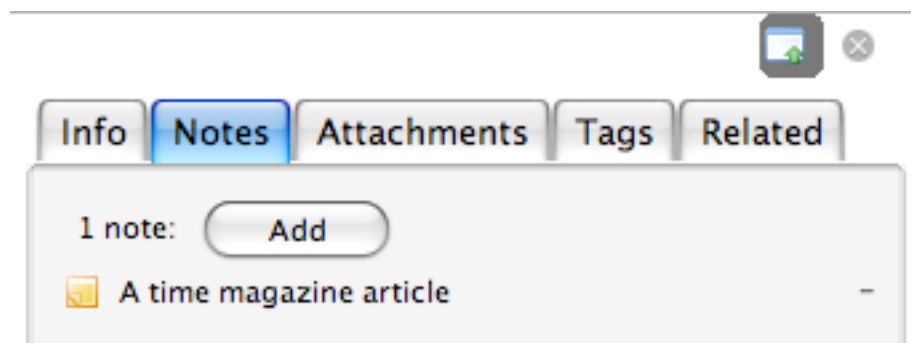 Info Notes Attachments Tags Related
1 note: Add
A time magazine article -